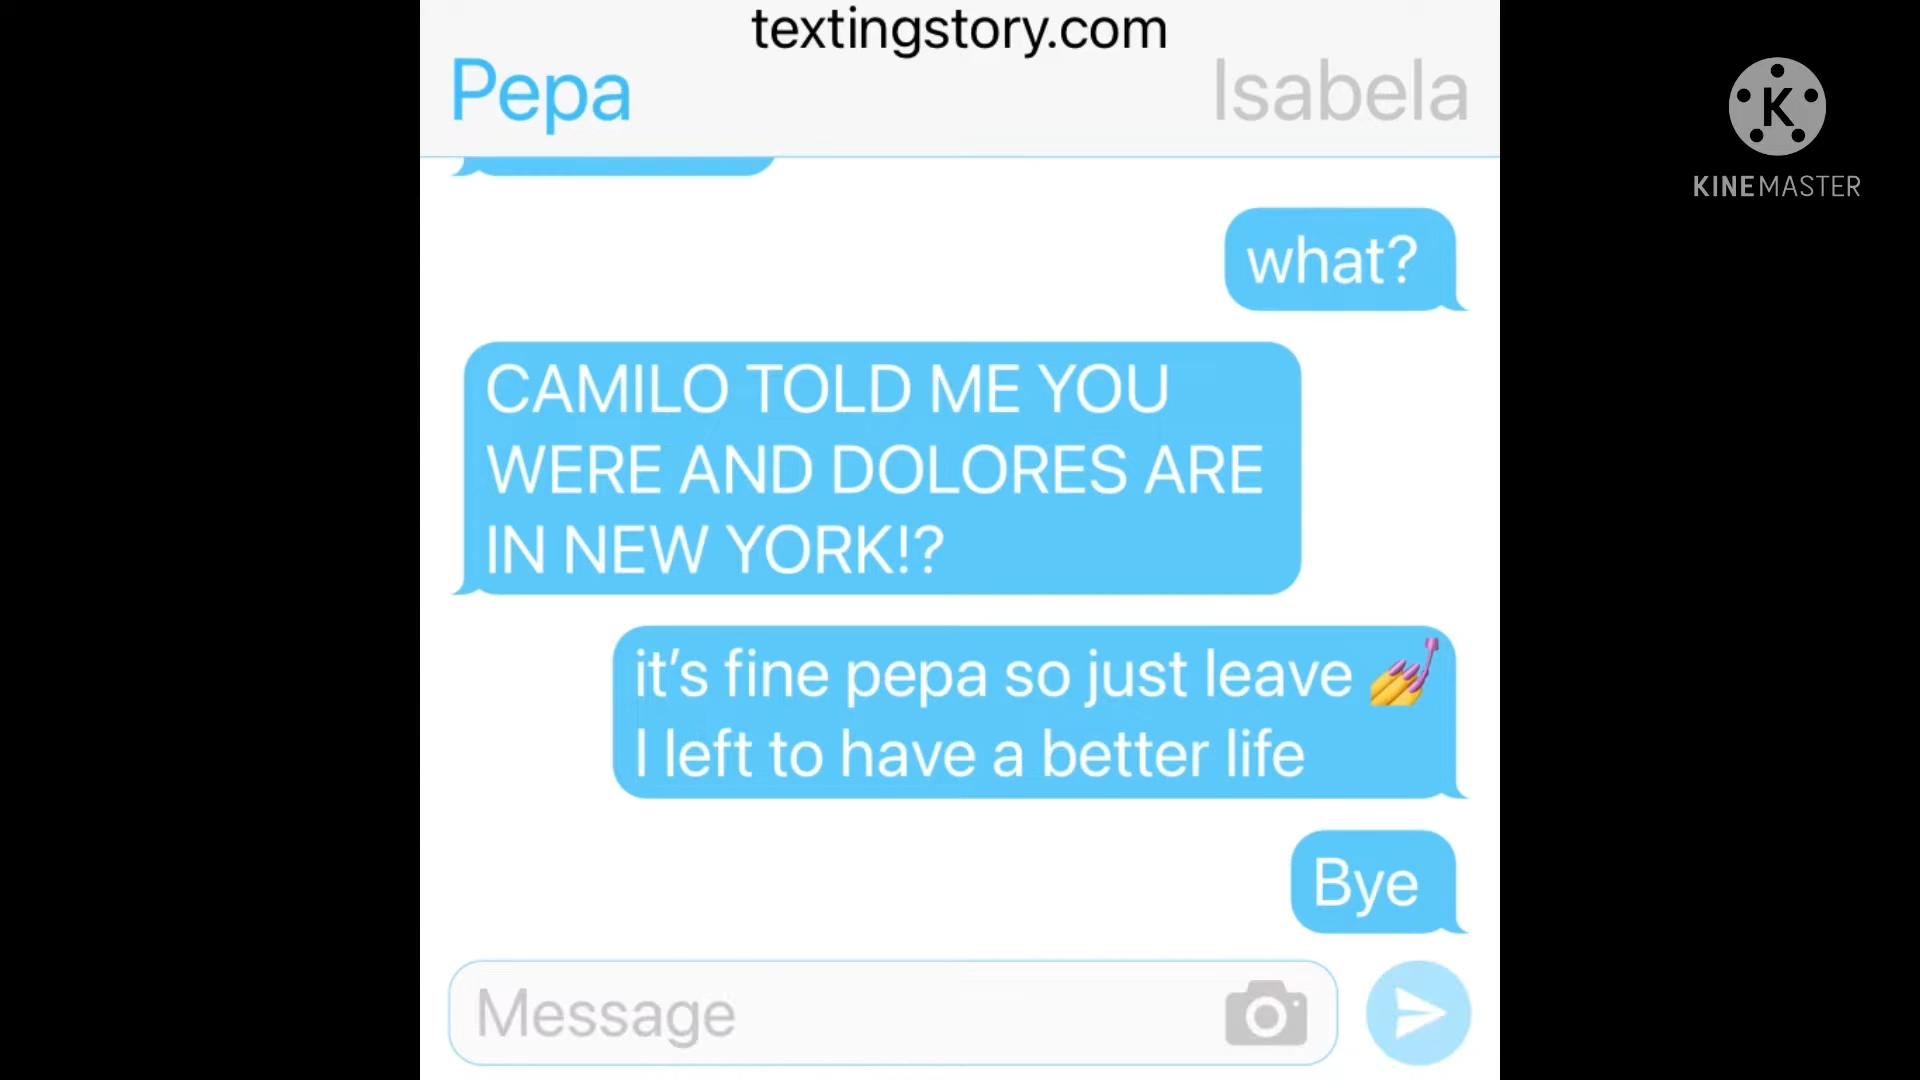 textingstory.com
Pepa
Isabela
K
KINEMASTER
what?
CAMILO TOLD ME YOU
WERE AND DOLORES ARE
IN NEW YORK!?
it’s fine pepa so just leave 💅
I left to have a better life
Bye
Message